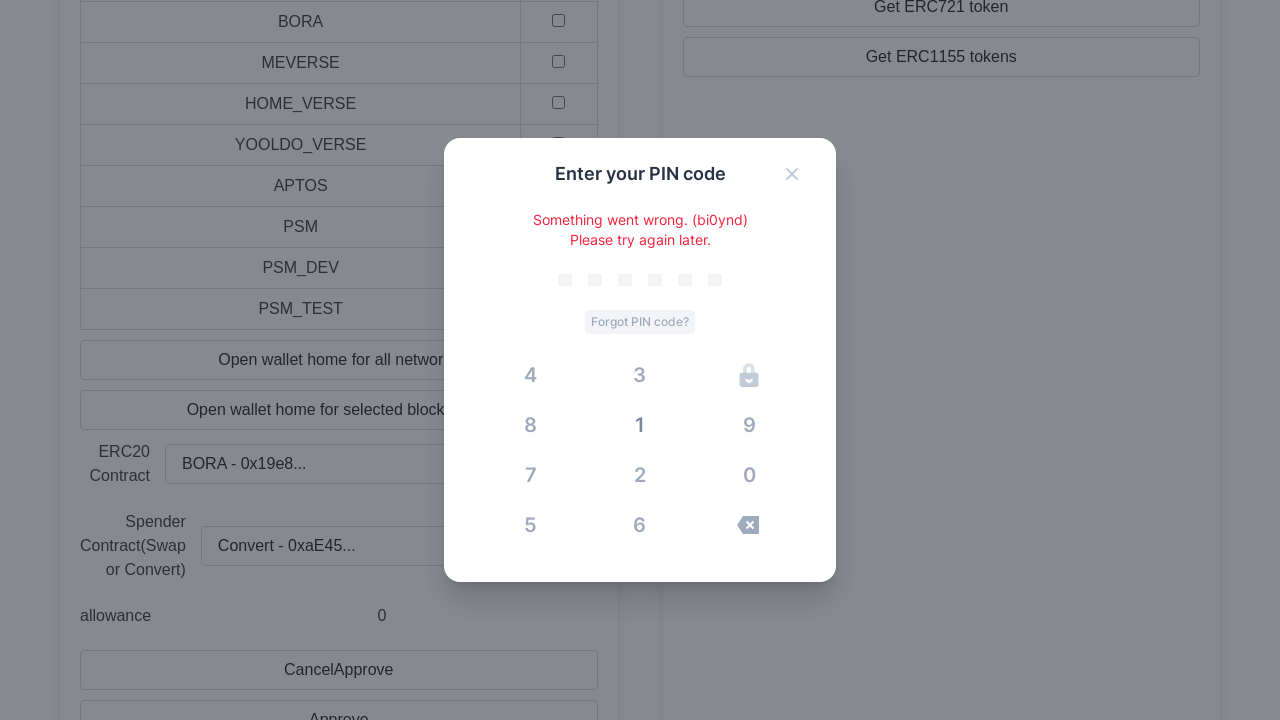 BORA
MEVERSE
HOME_VERSE
YOOLDO_VERSE
APTOS
PSM
PSM_DEV
PSM_TEST
Open wallet home for all networ
Open wallet home for selected block
ERC20
Contract
BORA - 0x19e8...
Spender
Contract(Swap
or Convert)
Convert - 0xaE45...
allowance
0
CancelApprove
Approve
Get ERC721 token
Get ERC1155 tokens
Enter your PIN code
Something went wrong. (bi0ynd)
Please try again later.
Forgot PIN code?
4 3
8 1 9
7 2 0
5 6